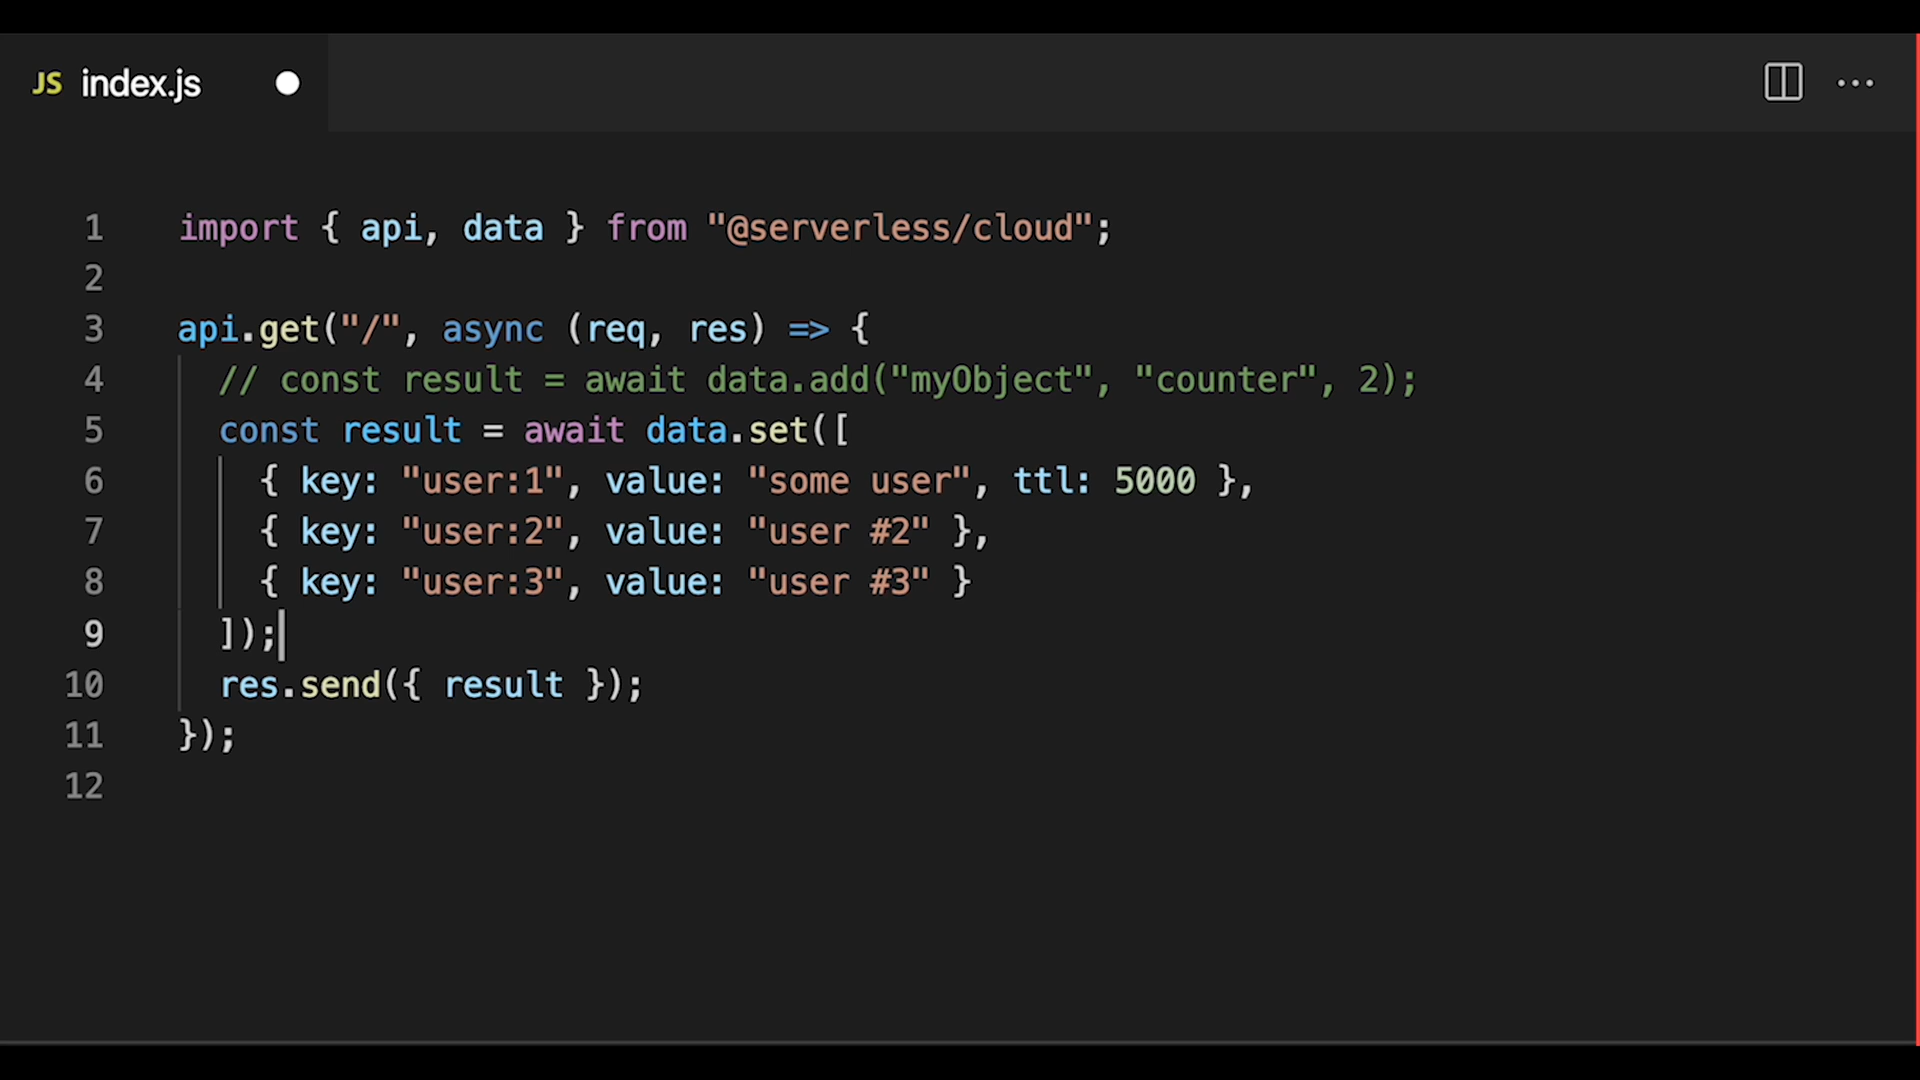 JS index.js
1 import { api, data } from "@serverless/cloud";
2
3 api.get("/", async (req, res) => {
4   // const result = await data.add("myObject", "counter", 2);
5   const result = await data.set([
6     { key: "user:1", value: "some user", ttl: 5000 },
7     { key: "user:2", value: "user #2" },
8     { key: "user:3", value: "user #3" }
9   ]);
10   res.send({ result });
11 });
12